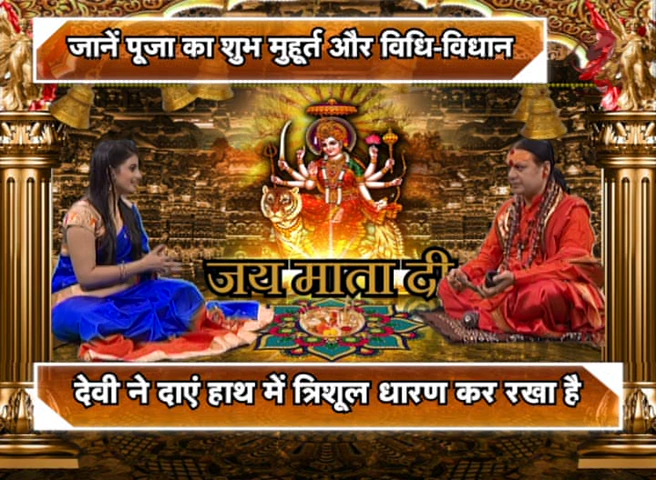 जानें पूजा का शुभ मुहूर्त और विधि-विधान
जय माता दी
देवी ने दाएं हाथ में त्रिशूल धारण कर रखा है